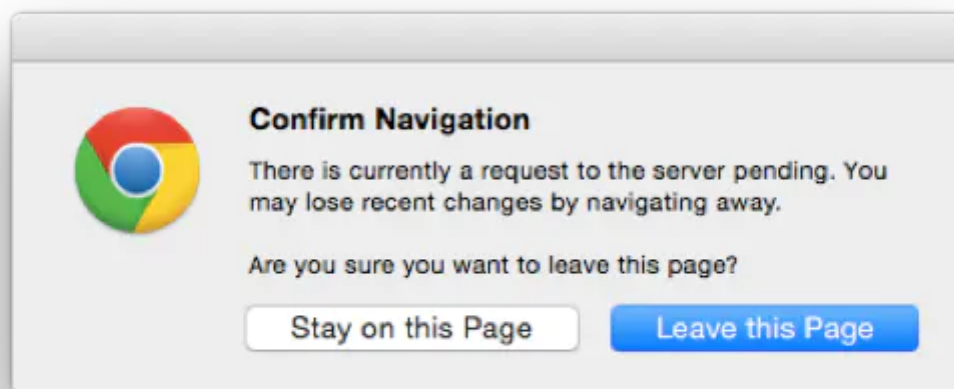 Confirm Navigation
There is currently a request to the server pending. You
may lose recent changes by navigating away.
Are you sure you want to leave this page?
Stay on this Page
Leave this Page